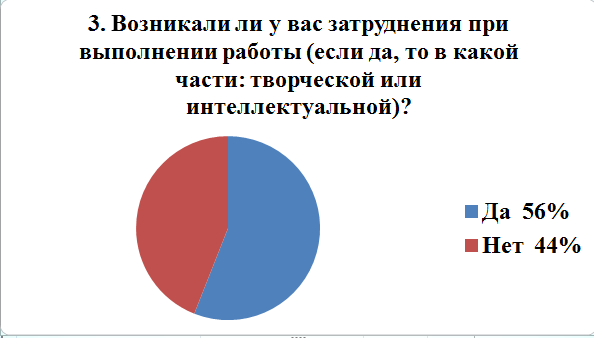 3. Возникали ли у вас затруднения при
выполнении работы (если да, то в какой
части: творческой или
интеллектуальной)?
Да 56%
Нет 44%